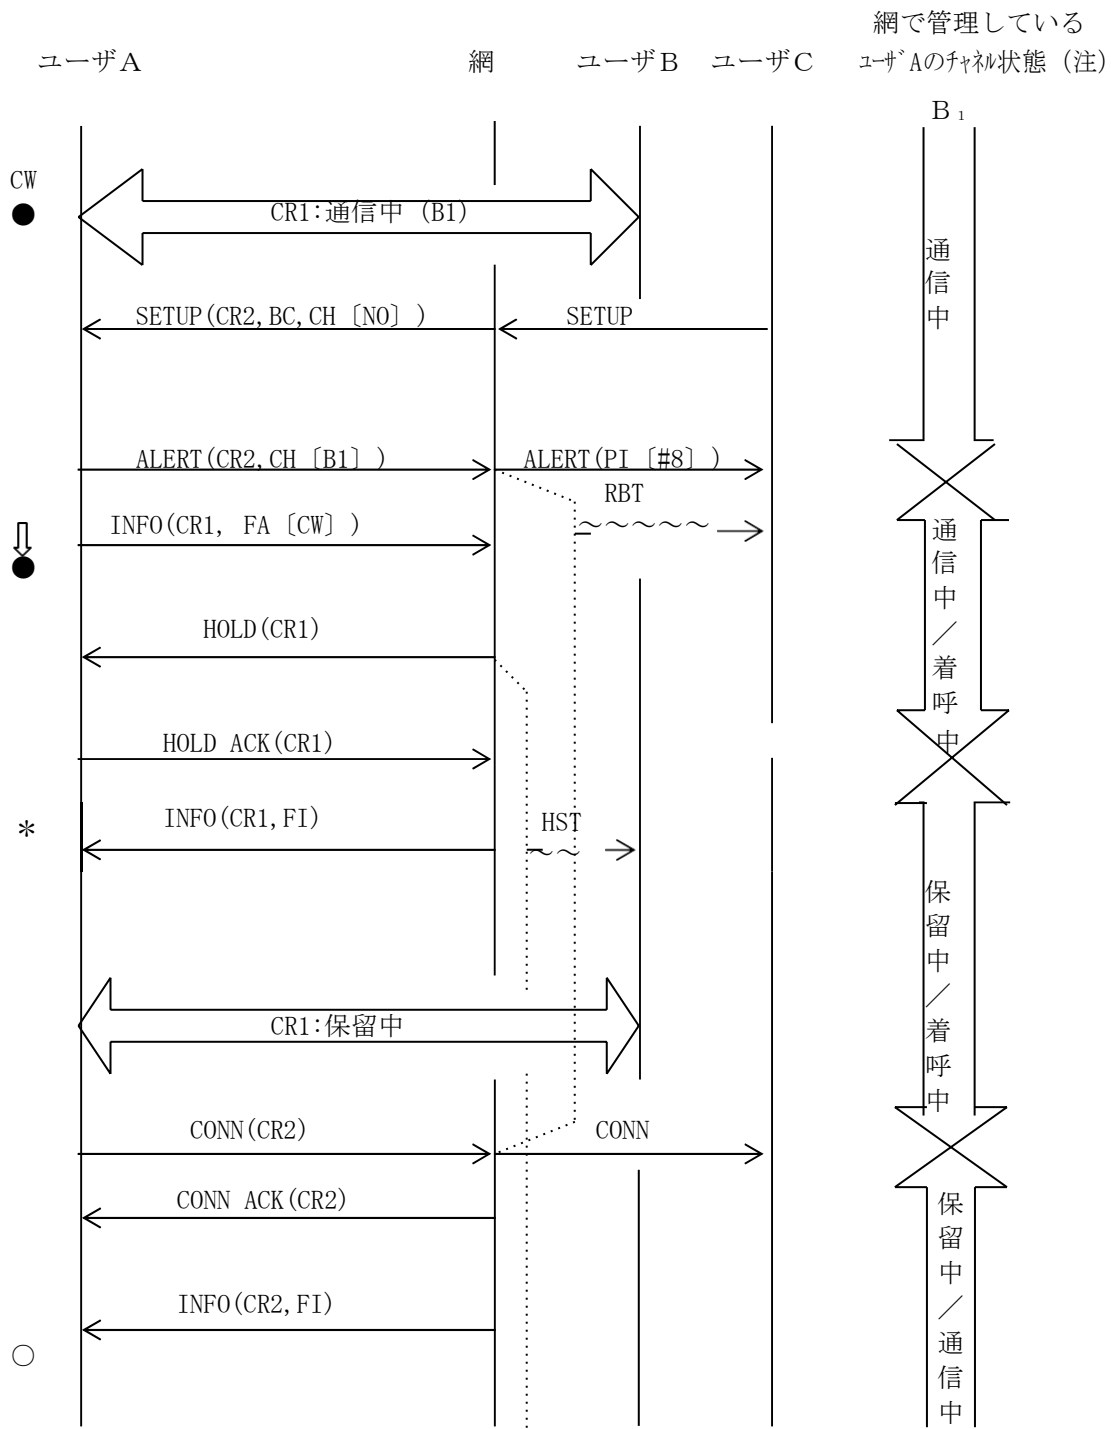 網で管理している
ユーザA 網 ユーザB ユーザC ユーザAのチャネル状態（注）
B₁
CW
●
CR1:通信中 (B1)
通信中
SETUP(CR2,BC,CH〔NO〕)
SETUP
ALERT(CR2,CH〔B1〕)
ALERT(PI〔#8〕)
RBT
～～～～～
INFO(CR1, FA〔CW〕)
⇩
●
通信中／着呼中
HOLD(CR1)
HOLD ACK(CR1)
＊
INFO(CR1,FI)
HST
～～
保留中／着呼中
CR1:保留中
CONN(CR2)
CONN
CONN ACK(CR2)
保留中／通信中
INFO(CR2,FI)
○